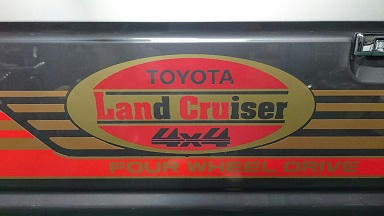 TOYOTA
Land Cruiser
4x4
FOUR WHEEL DRIVE